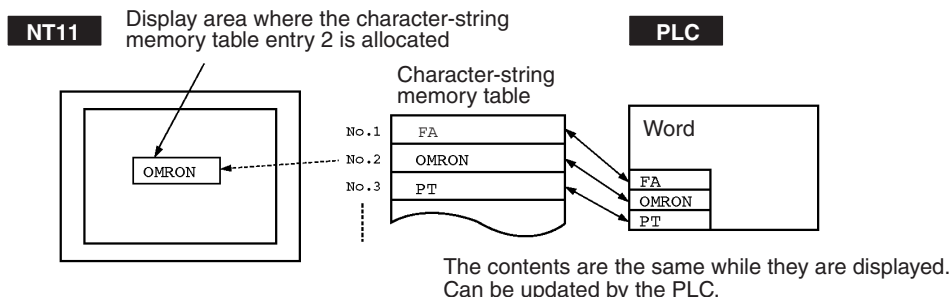 NT11
Display area where the character-string
memory table entry 2 is allocated
PLC
Character-string
memory table
No.1 FA
No.2 OMRON
No.3 PT
OMRON
Word
FA
OMRON
PT
The contents are the same while they are displayed.
Can be updated by the PLC.